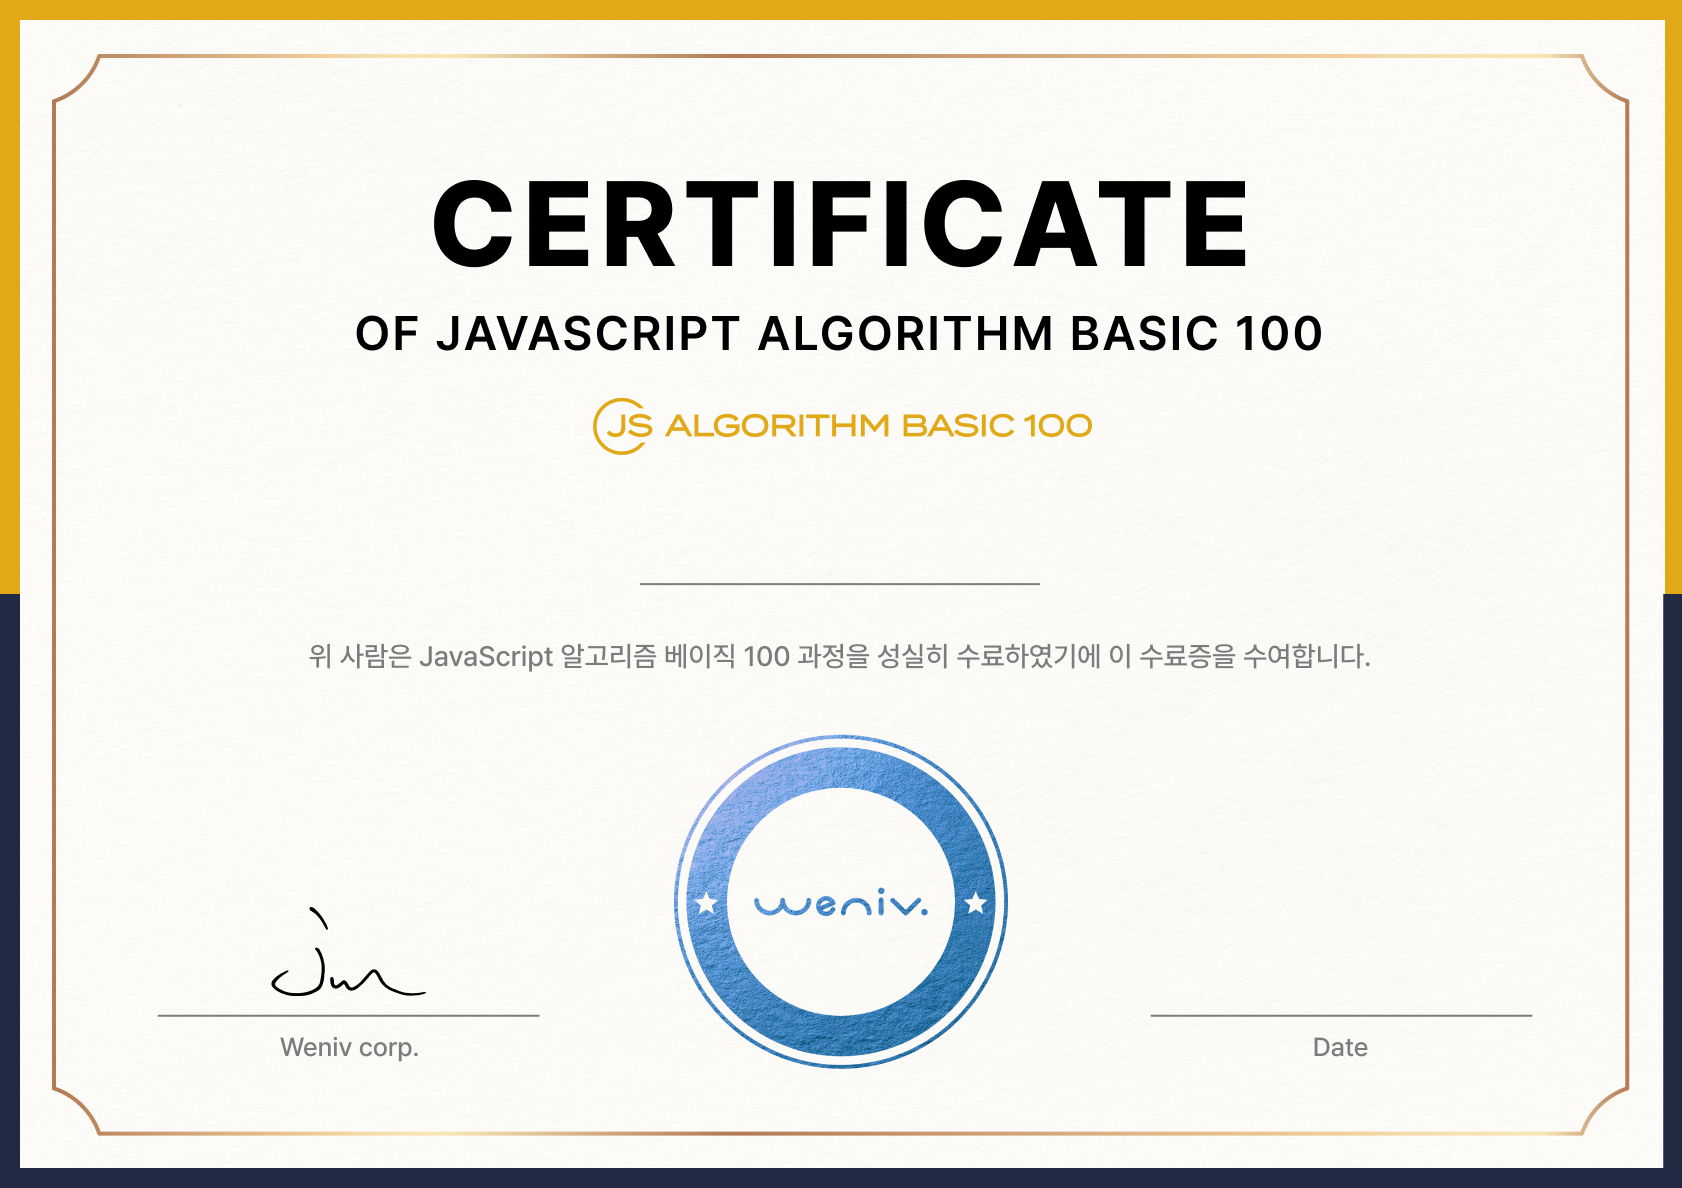 CERTIFICATE
OF JAVASCRIPT ALGORITHM BASIC 100
JS ALGORITHM BASIC 100
위 사람은 JavaScript 알고리즘 베이직 100 과정을 성실히 수료하였기에 이 수료증을 수여합니다.
weniv.
Weniv corp.
Date